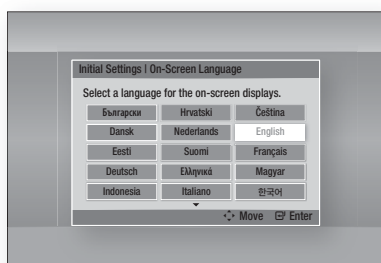 Initial Settings | On-Screen Language
Select a language for the on-screen displays.
Български Hrvatski Čeština
Dansk Nederlands English
Eesti Suomi Français
Deutsch Ελληνικά Magyar
Indonesia Italiano 한국어
Move Enter